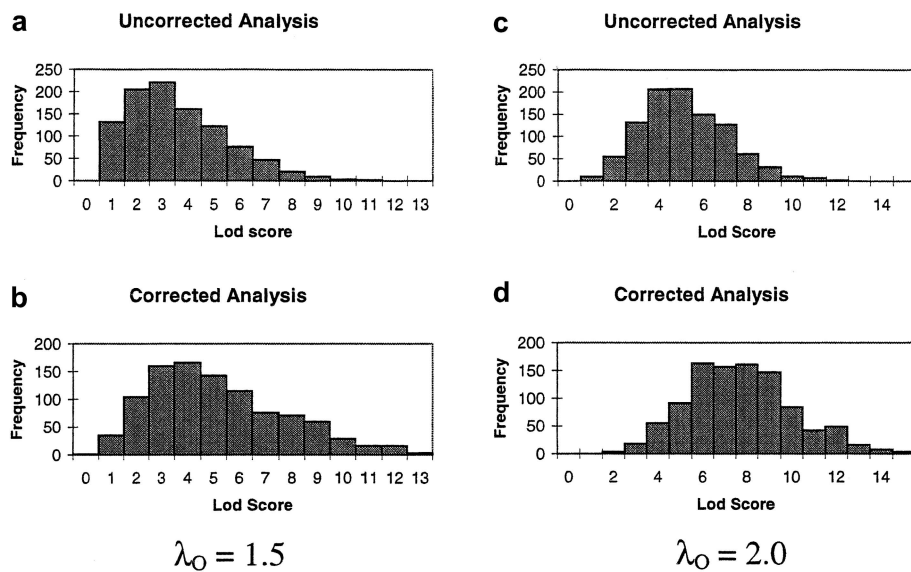 a
Uncorrected Analysis
Frequency
250
200
150
100
50
0
0 1 2 3 4 5 6 7 8 9 10 11 12 13
Lod score
b
Corrected Analysis
Frequency
200
150
100
50
0
0 1 2 3 4 5 6 7 8 9 10 11 12 13
Lod Score
λO = 1.5
c
Uncorrected Analysis
Frequency
250
200
150
100
50
0
0 2 4 6 8 10 12 14
Lod Score
d
Corrected Analysis
Frequency
200
150
100
50
0
0 2 4 6 8 10 12 14
Lod Score
λO = 2.0